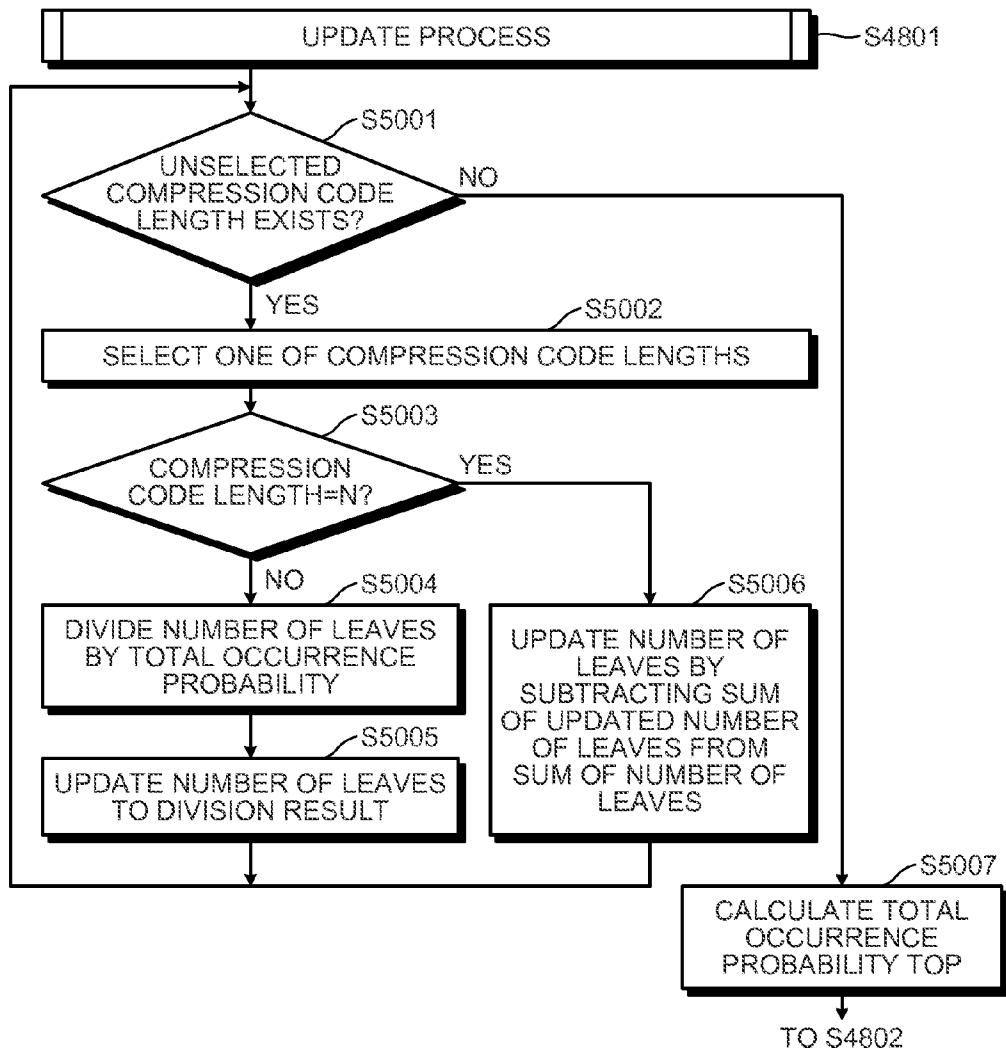 UPDATE PROCESS
S4801
S5001
UNSELECTED
COMPRESSION CODE
LENGTH EXISTS?
NO
YES
S5002
SELECT ONE OF COMPRESSION CODE LENGTHS
S5003
COMPRESSION
CODE LENGTH=N?
YES
NO
S5004
DIVIDE NUMBER OF LEAVES
BY TOTAL OCCURRENCE
PROBABILITY
S5005
UPDATE NUMBER OF LEAVES
TO DIVISION RESULT
S5006
UPDATE NUMBER OF
LEAVES BY
SUBTRACTING SUM
OF UPDATED NUMBER
OF LEAVES FROM
SUM OF NUMBER OF
LEAVES
S5007
CALCULATE TOTAL
OCCURRENCE
PROBABILITY TOP
TO S4802